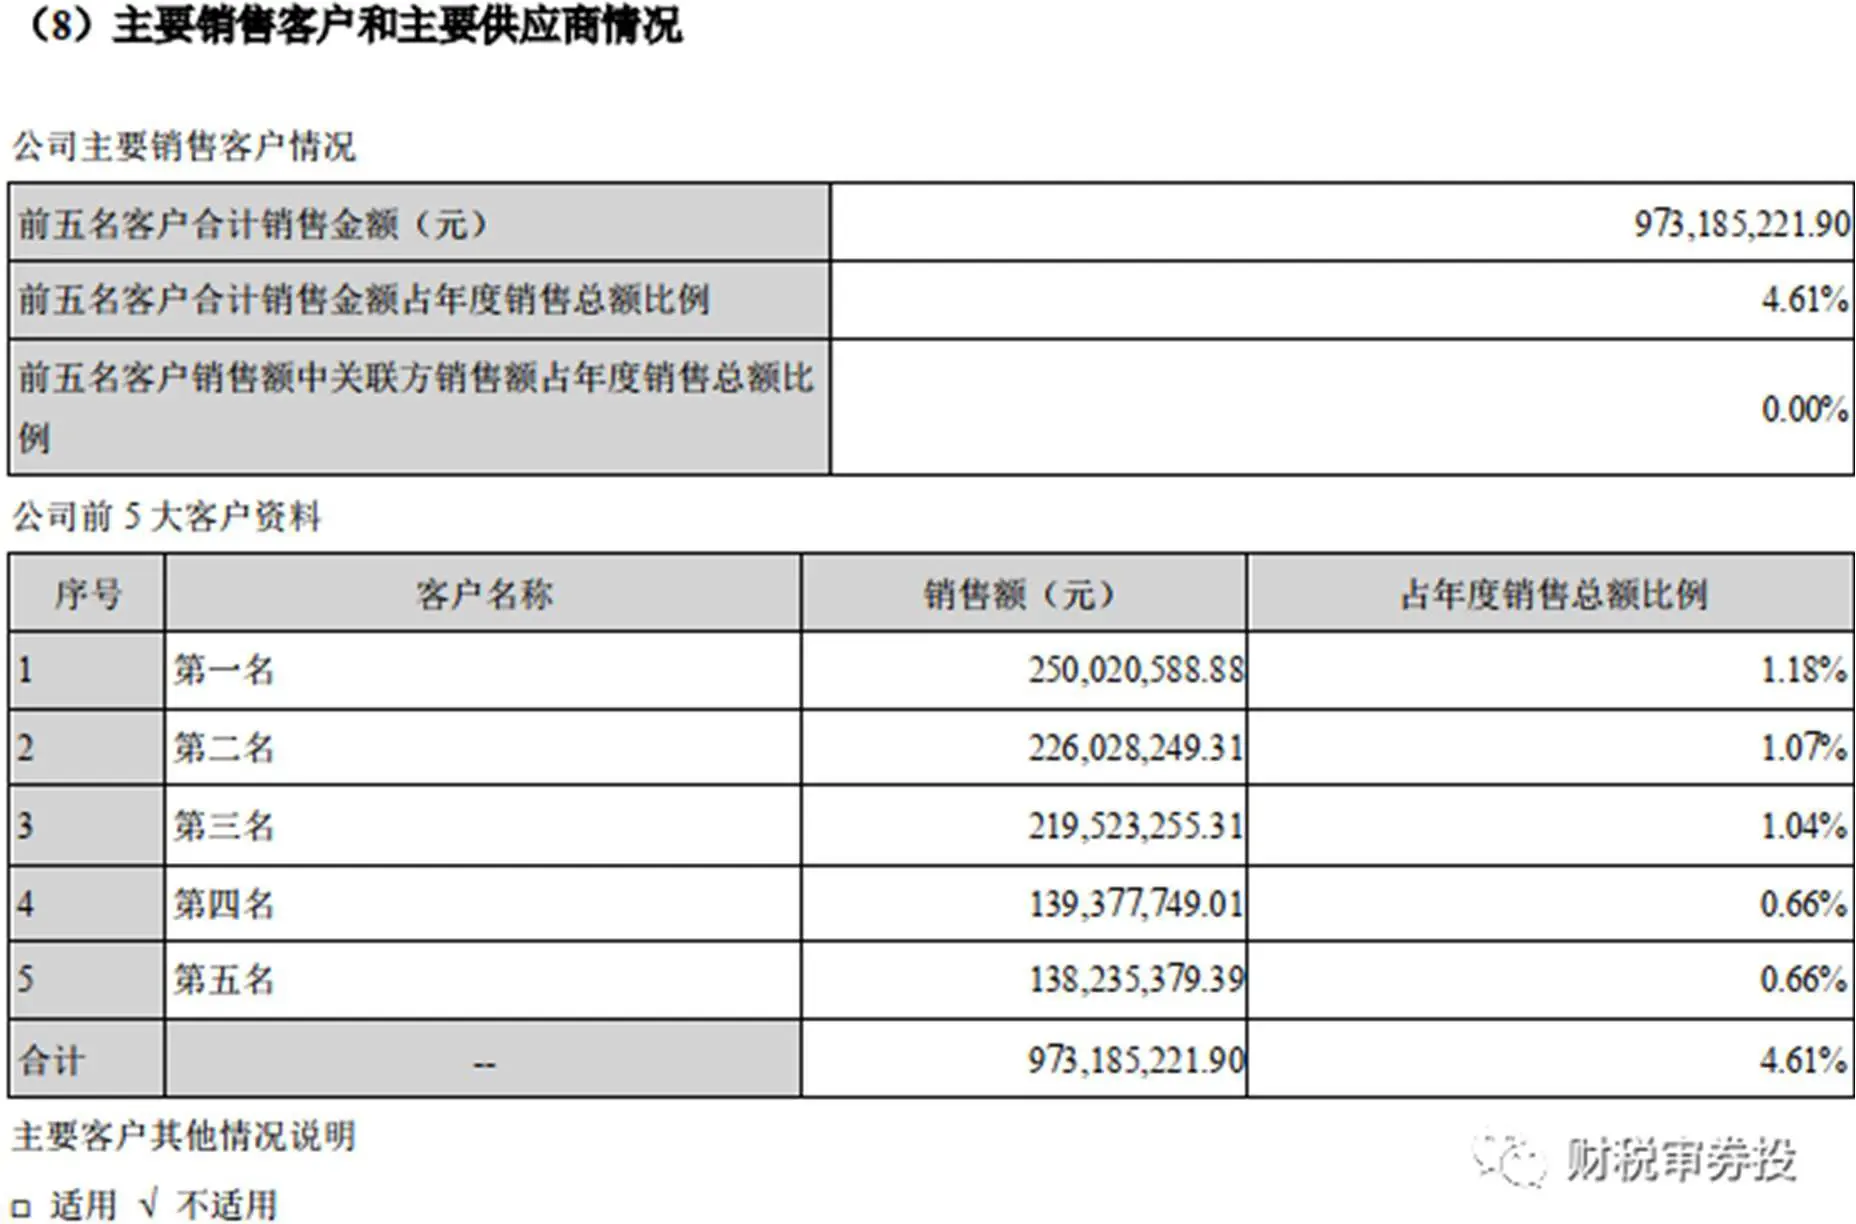 （8）主要销售客户和主要供应商情况
公司主要销售客户情况
前五名客户合计销售金额（元） 973,185,221.90
前五名客户合计销售金额占年度销售总额比例 4.61%
前五名客户销售额中关联方销售额占年度销售总额比
例 0.00%
公司前 5 大客户资料
序号 客户名称 销售额（元） 占年度销售总额比例
1 第一名 250,020,588.88 1.18%
2 第二名 226,028,249.31 1.07%
3 第三名 219,523,255.31 1.04%
4 第四名 139,377,749.01 0.66%
5 第五名 138,235,379.39 0.66%
合计 -- 973,185,221.90 4.61%
主要客户其他情况说明
□ 适用 √ 不适用
财税审券投